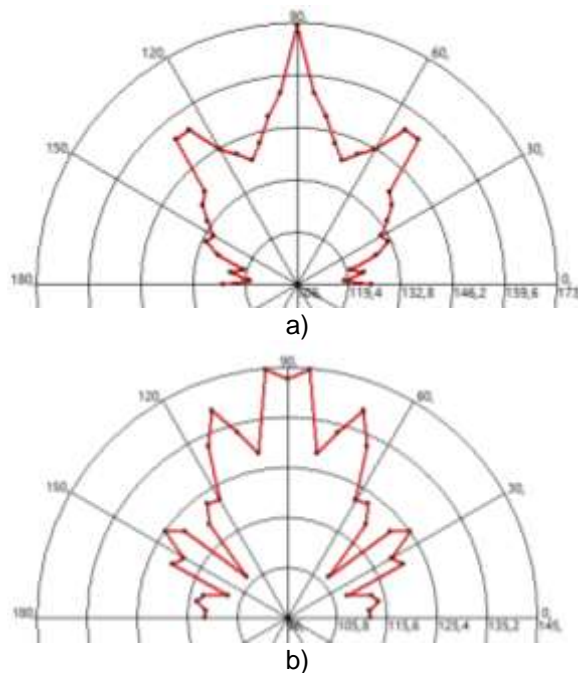 90,
120, 60,
150, 30,
180, 0,
119,4 132,8 146,2 159,6 173
a)
90,
120, 60,
150, 30,
180, 0,
105,8 115,6 125,4 135,2 145,
b)